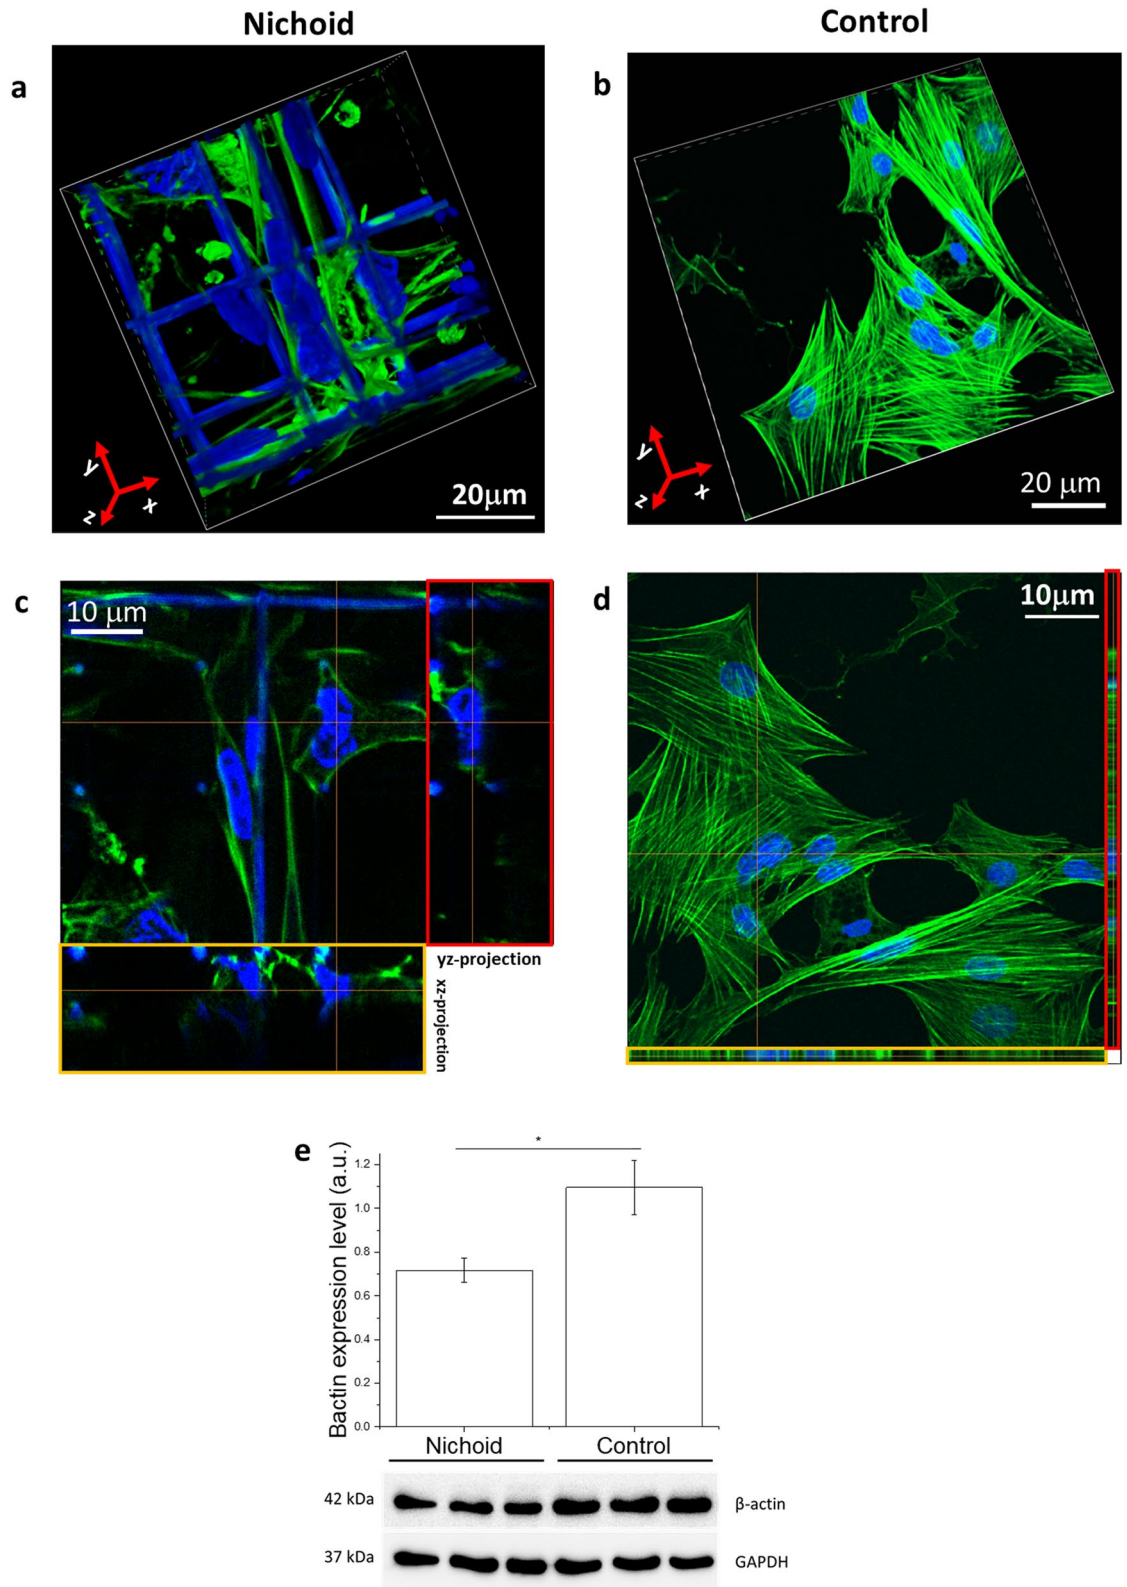 Nichoid
Control
a
b
y
x
z
20μm
y
x
z
20 μm
c
10 μm
yz-projection
xz-projection
d
10μm
e
*
Bactin expression level (a.u.)
1.2
1.0
0.8
0.6
0.4
0.2
0.0
Nichoid
Control
42 kDa
β-actin
37 kDa
GAPDH